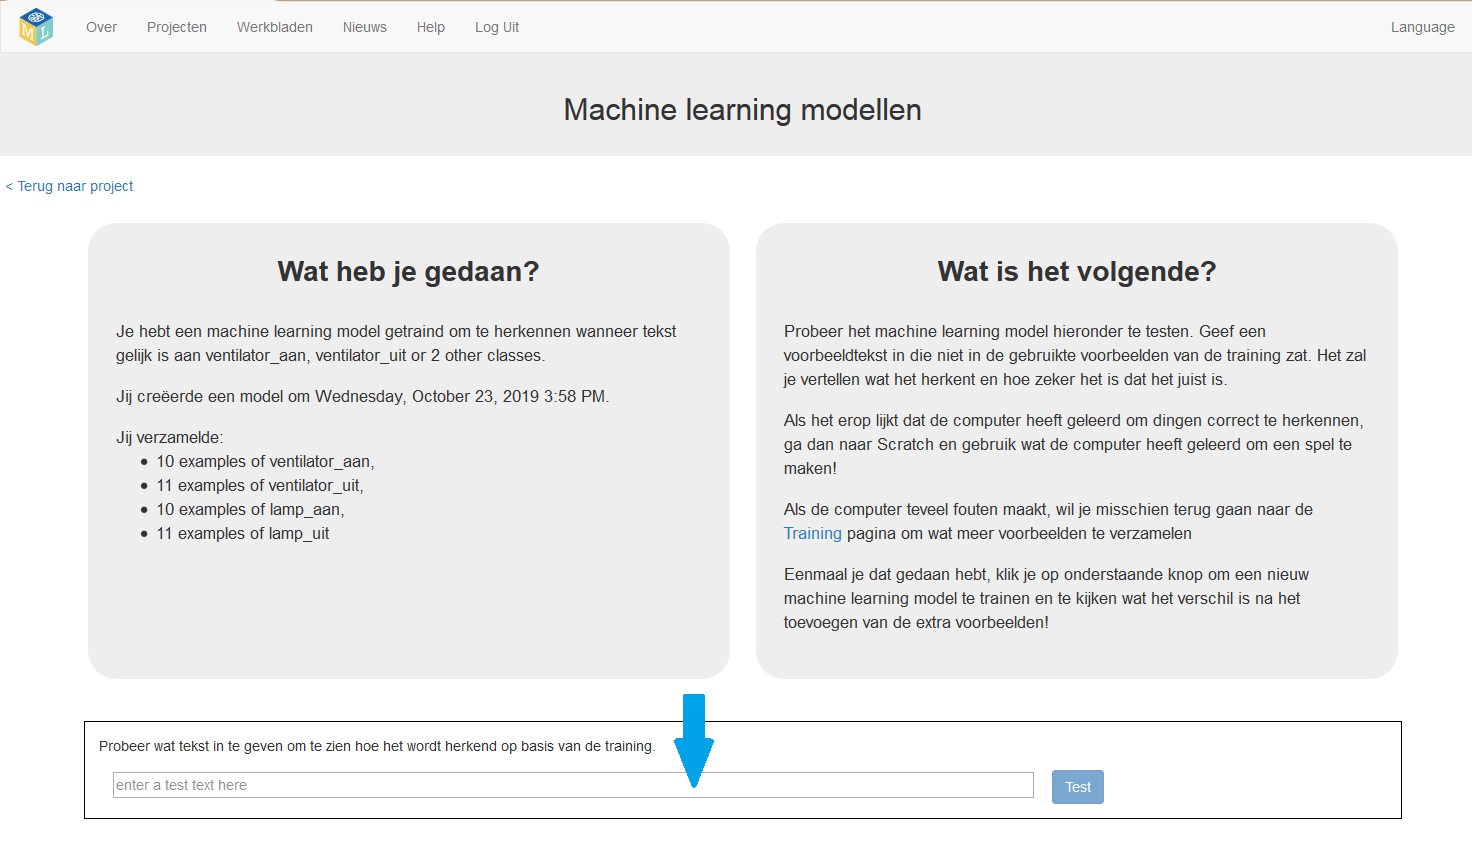 ML Over Projecten Werkbladen Nieuws Help Log Uit Language
Machine learning modellen
< Terug naar project
Wat heb je gedaan?
Je hebt een machine learning model getraind om te herkennen wanneer tekst
gelijk is aan ventilator_aan, ventilator_uit or 2 other classes.
Jij creëerde een model om Wednesday, October 23, 2019 3:58 PM.
Jij verzamelde:
• 10 examples of ventilator_aan,
• 11 examples of ventilator_uit,
• 10 examples of lamp_aan,
• 11 examples of lamp_uit
Wat is het volgende?
Probeer het machine learning model hieronder te testen. Geef een
voorbeeldtekst in die niet in de gebruikte voorbeelden van de training zat. Het zal
je vertellen wat het herkent en hoe zeker het is dat het juist is.
Als het erop lijkt dat de computer heeft geleerd om dingen correct te herkennen,
ga dan naar Scratch en gebruik wat de computer heeft geleerd om een spel te
maken!
Als de computer teveel fouten maakt, wil je misschien terug gaan naar de
Training pagina om wat meer voorbeelden te verzamelen
Eenmaal je dat gedaan hebt, klik je op onderstaande knop om een nieuw
machine learning model te trainen en te kijken wat het verschil is na het
toevoegen van de extra voorbeelden!
Probeer wat tekst in te geven om te zien hoe het wordt herkend op basis van de training.
enter a test text here
Test